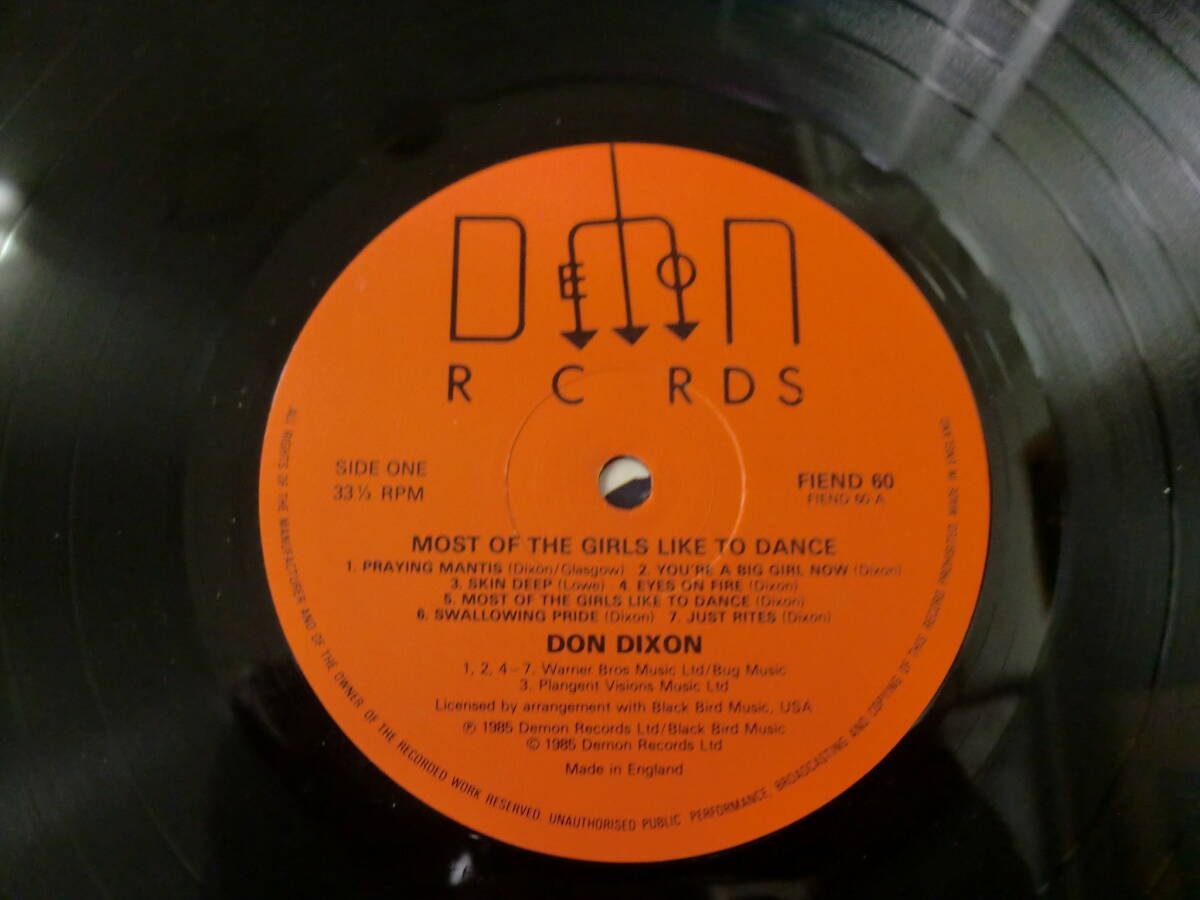 DEMON
R C RDS
SIDE ONE
33⅓ RPM
FIEND 60
FIEND 60-A
MOST OF THE GIRLS LIKE TO DANCE
1. PRAYING MANTIS (Dixon/Glasgow) 2. YOU'RE A BIG GIRL NOW (Dixon)
3. SKIN DEEP (Lowe) 4. EYES ON FIRE (Dixon)
5. MOST OF THE GIRLS LIKE TO DANCE (Dixon)
6. SWALLOWING PRIDE (Dixon) 7. JUST RITES (Dixon)
DON DIXON
1, 2, 4–7. Warner Bros Music Ltd/Bug Music
3. Plangent Visions Music Ltd
Licensed by arrangement with Black Bird Music, USA
℗ 1985 Demon Records Ltd/Black Bird Music
© 1985 Demon Records Ltd
Made in England
ALL RIGHTS OF THE MANUFACTURER AND OF THE OWNER OF THE RECORDED WORK RESERVED. UNAUTHORISED PUBLIC PERFORMANCE, BROADCASTING AND COPYING OF THIS RECORD